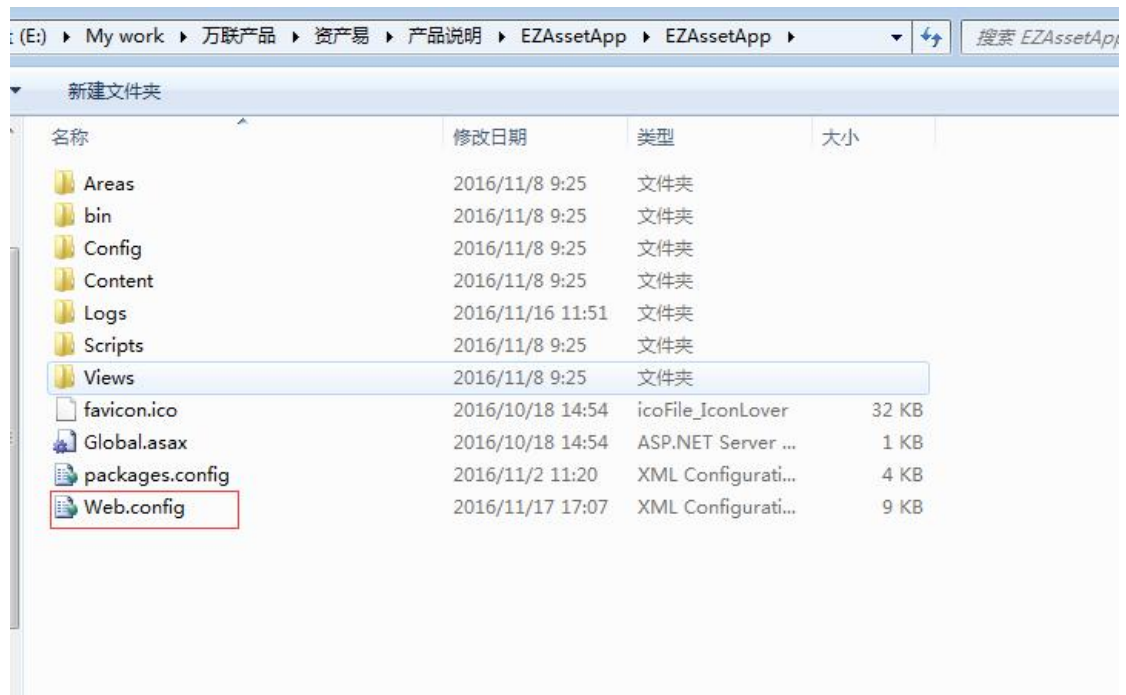 (E:) ▸ My work ▸ 万联产品 ▸ 资产易 ▸ 产品说明 ▸ EZAssetApp ▸ EZAssetApp ▸ 搜索 EZAssetApp
新建文件夹
名称 修改日期 类型 大小
Areas 2016/11/8 9:25 文件夹
bin 2016/11/8 9:25 文件夹
Config 2016/11/8 9:25 文件夹
Content 2016/11/8 9:25 文件夹
Logs 2016/11/16 11:51 文件夹
Scripts 2016/11/8 9:25 文件夹
Views 2016/11/8 9:25 文件夹
favicon.ico 2016/10/18 14:54 icoFile_IconLover 32 KB
Global.asax 2016/10/18 14:54 ASP.NET Server ... 1 KB
packages.config 2016/11/2 11:20 XML Configurati... 4 KB
Web.config 2016/11/17 17:07 XML Configurati... 9 KB